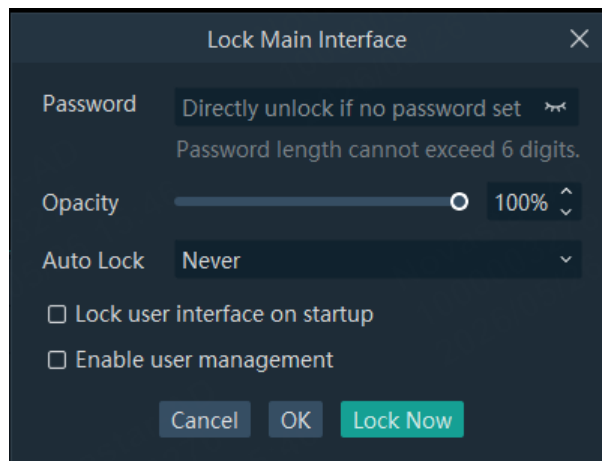 Lock Main Interface
Password
Directly unlock if no password set
Password length cannot exceed 6 digits.
Opacity
100%
Auto Lock
Never
Lock user interface on startup
Enable user management
Cancel
OK
Lock Now